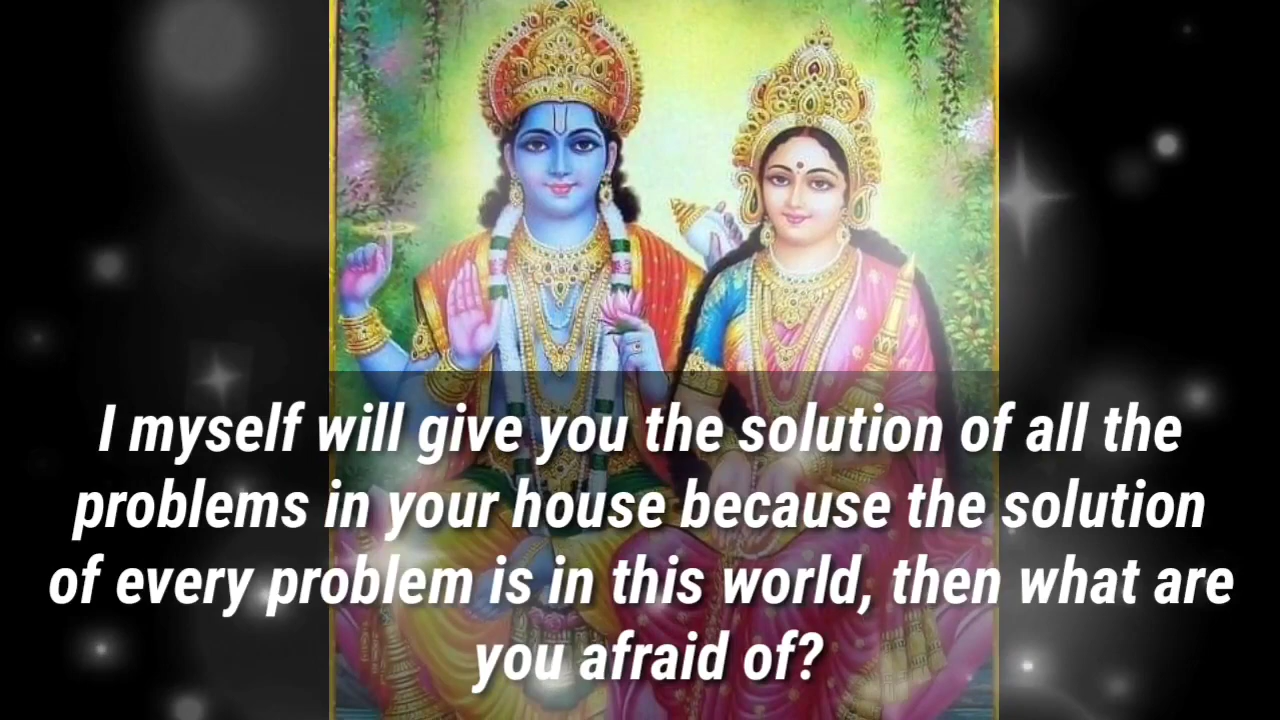 I myself will give you the solution of all the
problems in your house because the solution
of every problem is in this world, then what are
you afraid of?